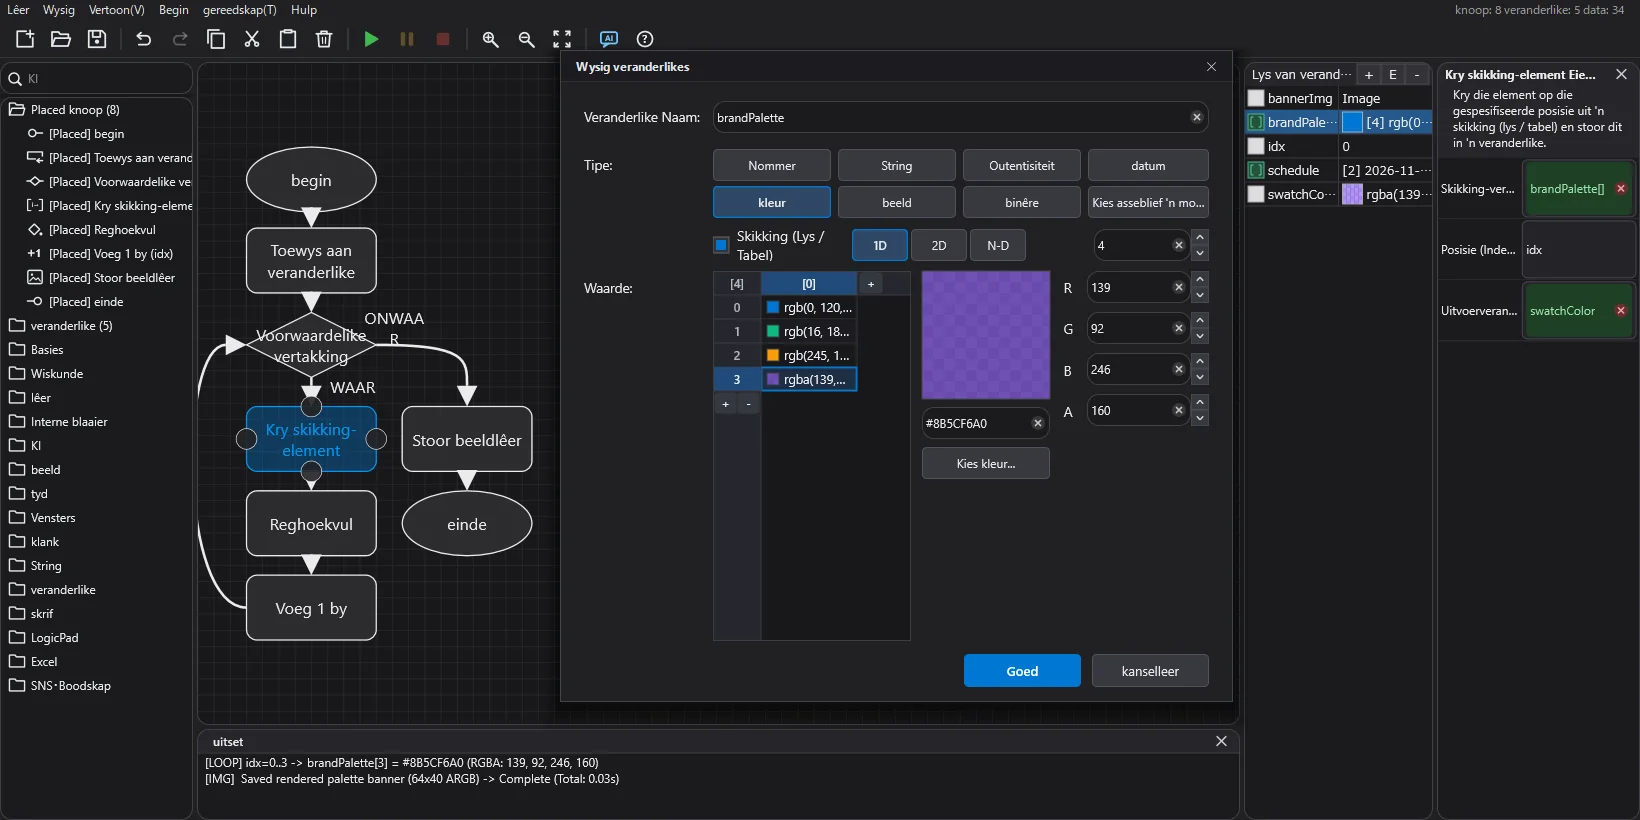 Lêer Wysig Vertoon(V) Begin gereedskap(T) Hulp
knoop: 8 veranderlike: 5 data: 34
KI
Placed knoop (8)
[Placed] begin
[Placed] Toewys aan verand
[Placed] Voorwaardelike ve
[Placed] Kry skikking-eleme
[Placed] Reghoekvul
+1 [Placed] Voeg 1 by (idx)
[Placed] Stoor beeldlêer
[Placed] einde
veranderlike (5)
Basies
Wiskunde
lêer
Interne blaaier
KI
beeld
tyd
Vensters
klank
String
veranderlike
skrif
LogicPad
Excel
SNS･Boodskap
begin
Toewys aan
veranderlike
Voorwaardelike
vertakking
ONWAA
R
WAAR
Kry skikking-
element
Stoor beeldlêer
Reghoekvul
einde
Voeg 1 by
Wysig veranderlikes
Veranderlike Naam:
brandPalette
Tipe:
Nommer String Outentisiteit datum
kleur beeld binêre Kies asseblief 'n mo...
Skikking (Lys /
Tabel)
1D 2D N-D
4
Waarde:
[4] [0] +
0 rgb(0, 120,...
1 rgb(16, 18...
2 rgb(245, 1...
3 rgba(139,...
+ -
#8B5CF6A0
Kies kleur...
R 139
G 92
B 246
A 160
Goed kanselleer
Lys van verand⋯ + E -
bannerImg Image
brandPale⋯ [4] rgb(0⋯
idx 0
schedule [2] 2026-11-⋯
swatchCo⋯ rgba(139⋯
Kry skikking-element Eie...
Kry die element op die
gespesifiseerde posisie uit 'n
skikking (lys / tabel) en stoor dit
in 'n veranderlike.
Skikking-ver... brandPalette[]
Posisie (Inde... idx
Uitvoerveran... swatchColor
uitset
[LOOP] idx=0..3 -> brandPalette[3] = #8B5CF6A0 (RGBA: 139, 92, 246, 160)
[IMG] Saved rendered palette banner (64x40 ARGB) -> Complete (Total: 0.03s)